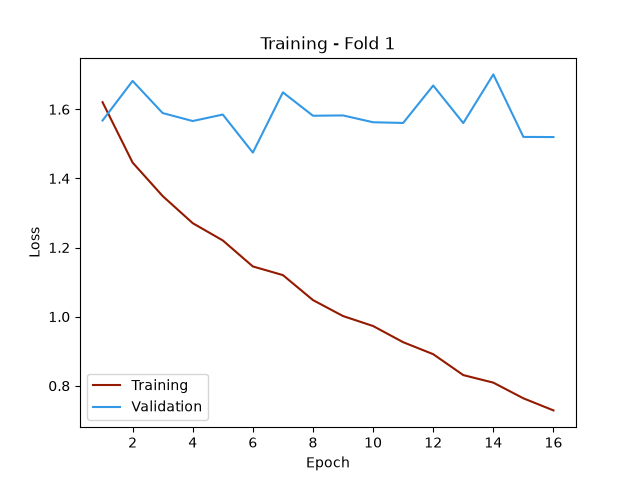 Training - Fold 1
Loss
1.6
1.4
1.2
1.0
0.8
Training
Validation
2 4 6 8 10 12 14 16
Epoch